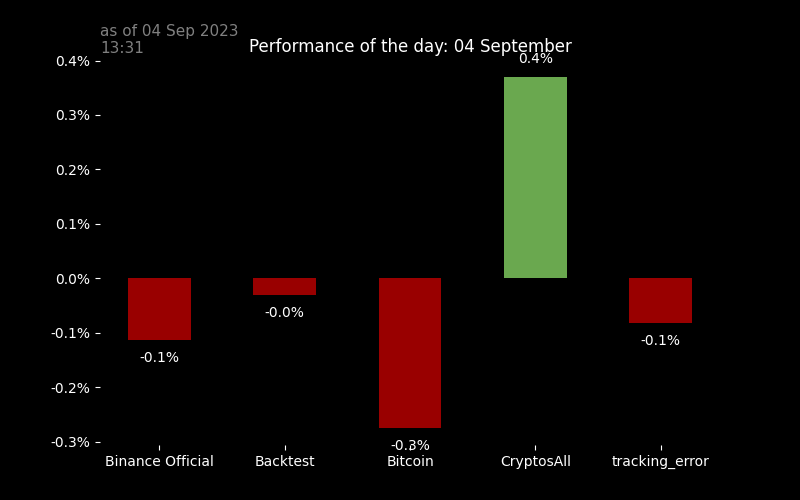 as of 04 Sep 2023
13:31
Performance of the day: 04 September
0.4%
0.3%
0.2%
0.1%
0.0%
-0.1%
-0.2%
-0.3%
-0.1%
-0.0%
-0.3%
0.4%
-0.1%
Binance Official
Backtest
Bitcoin
CryptosAll
tracking_error